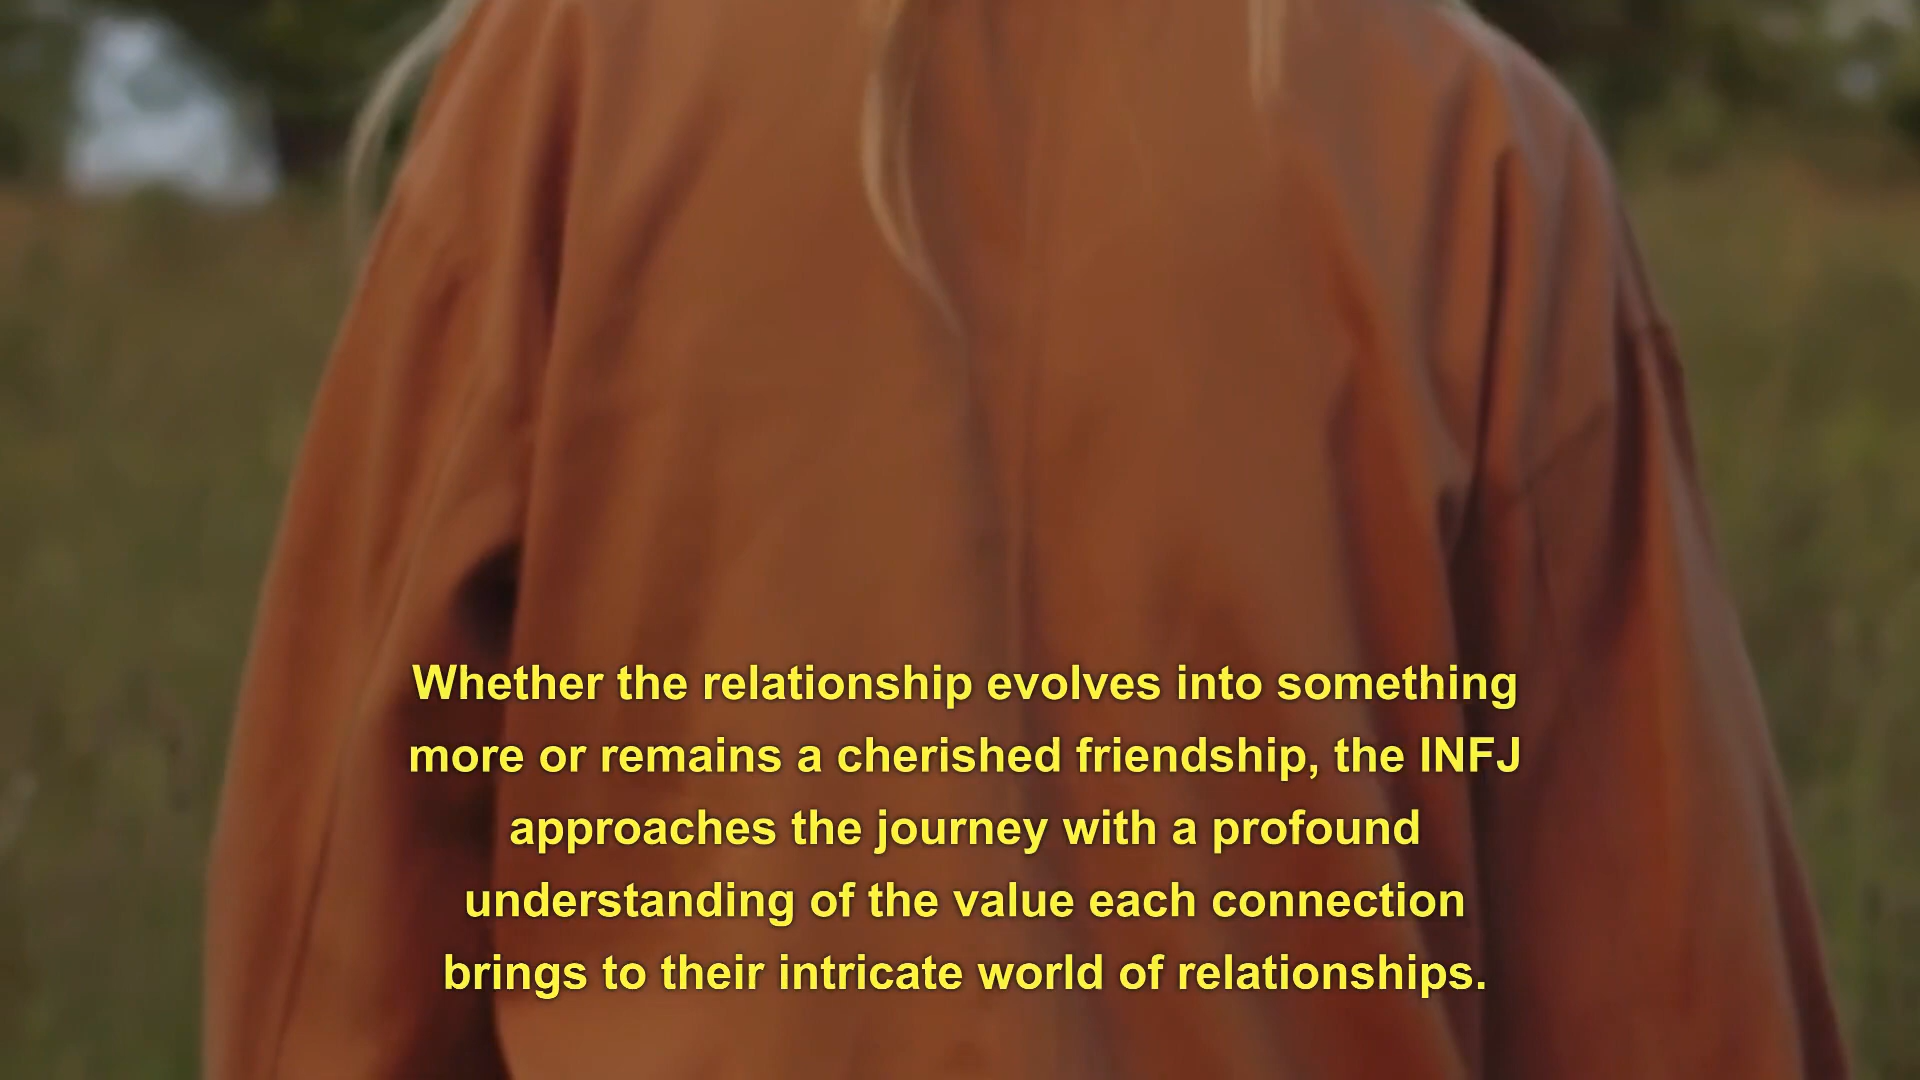 Whether the relationship evolves into something
more or remains a cherished friendship, the INFJ
approaches the journey with a profound
understanding of the value each connection
brings to their intricate world of relationships.